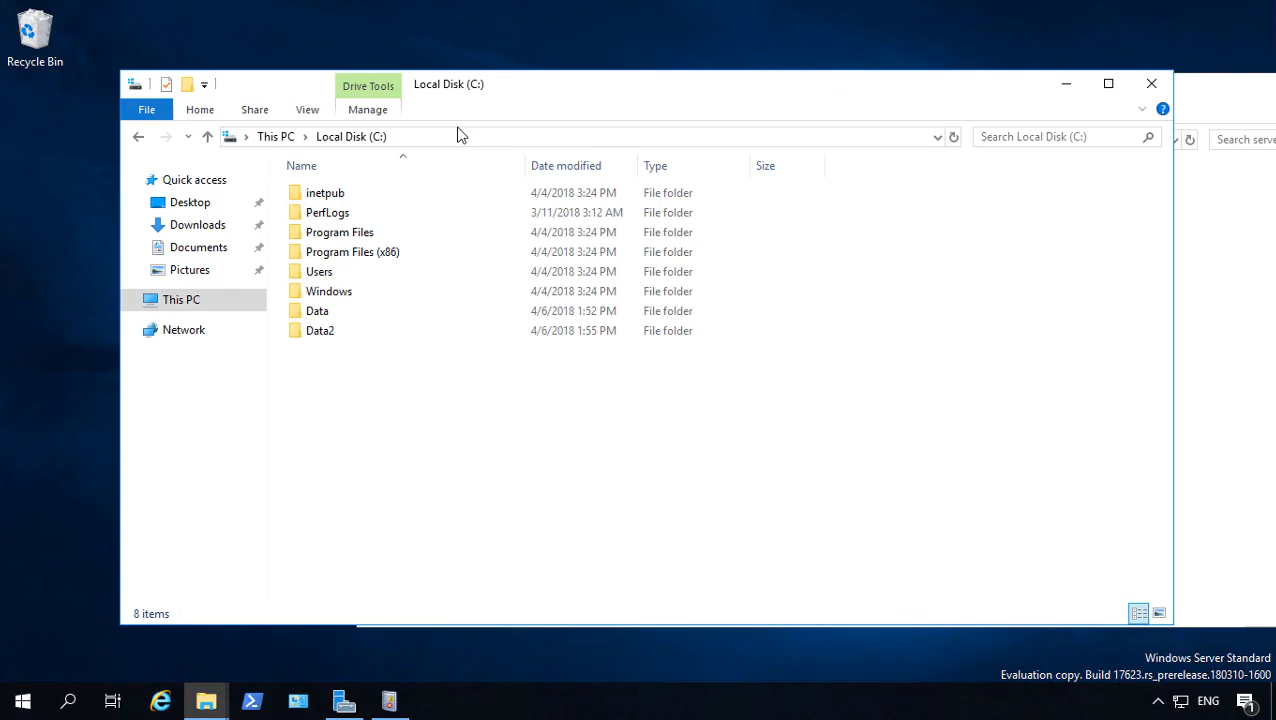 Recycle Bin
Drive Tools
Local Disk (C:)
File
Home
Share
View
Manage
This PC
Local Disk (C:)
Search Local Disk (C:)
Search serve
Name
Date modified
Type
Size
Quick access
Desktop
Downloads
Documents
Pictures
This PC
Network
inetpub 4/4/2018 3:24 PM File folder
PerfLogs 3/11/2018 3:12 AM File folder
Program Files 4/4/2018 3:24 PM File folder
Program Files (x86) 4/4/2018 3:24 PM File folder
Users 4/4/2018 3:24 PM File folder
Windows 4/4/2018 3:24 PM File folder
Data 4/6/2018 1:52 PM File folder
Data2 4/6/2018 1:55 PM File folder
8 items
Windows Server Standard
Evaluation copy. Build 17623.rs_prerelease.180310-1600
ENG
1